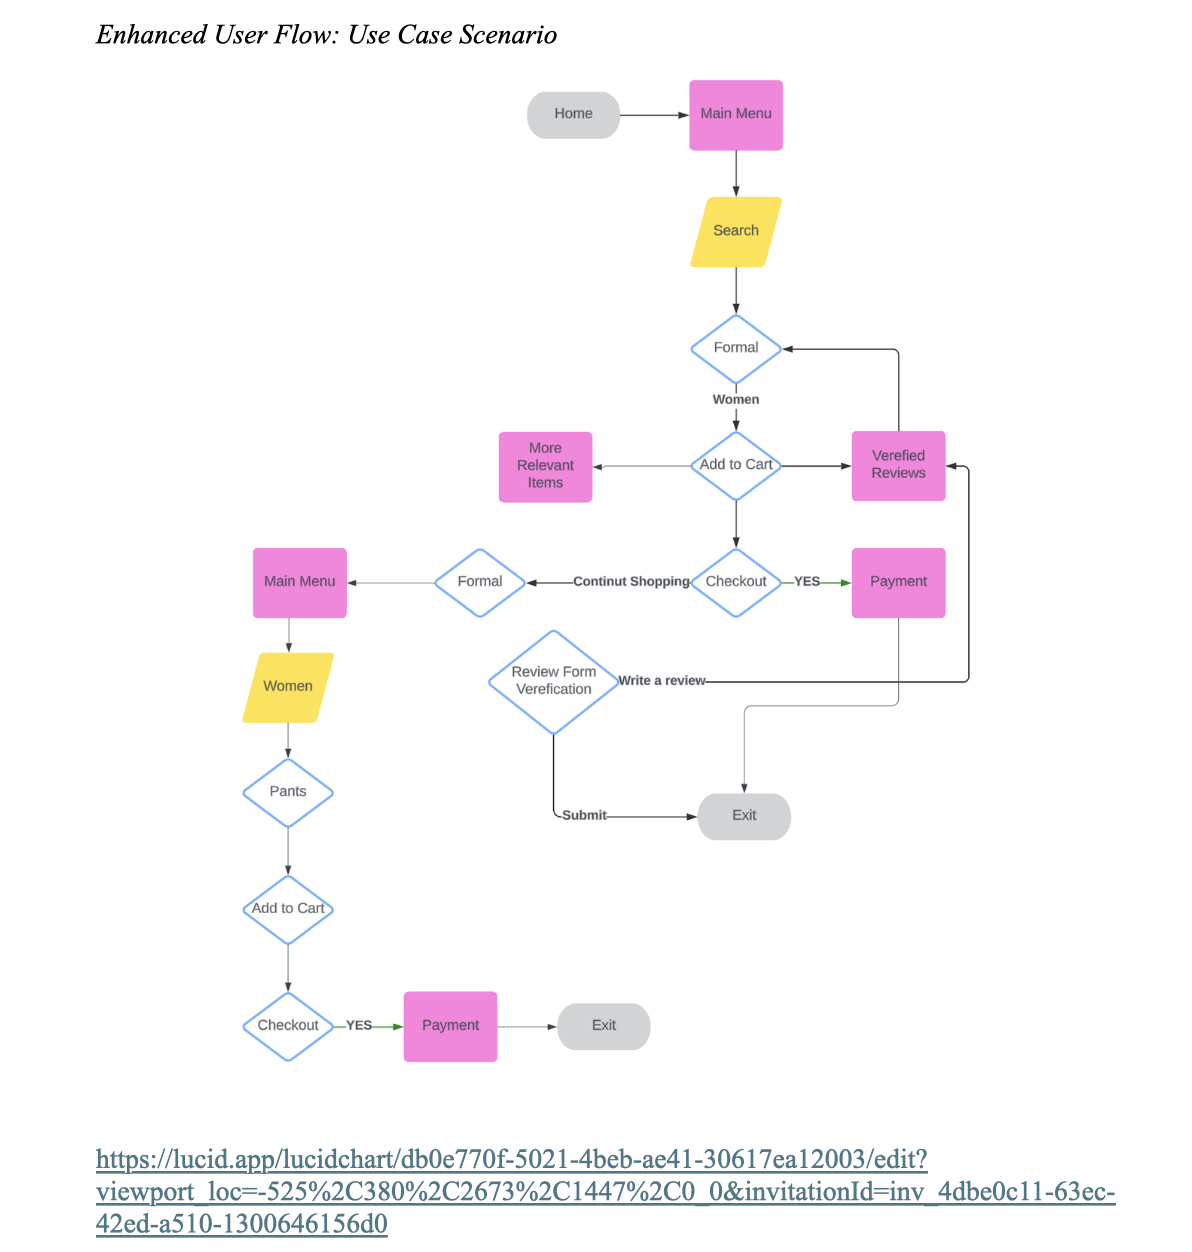 Enhanced User Flow: Use Case Scenario
Home
Main Menu
Search
Formal
Women
More
Relevant
Items
Add to Cart
Verefied
Reviews
Main Menu
Formal
Continut Shopping
Checkout
YES
Payment
Review Form
Verefication
Write a review
Women
Pants
Submit
Exit
Add to Cart
Checkout
YES
Payment
Exit
https://lucid.app/lucidchart/db0e770f-5021-4beb-ae41-30617ea12003/edit?
viewport_loc=-525%2C380%2C2673%2C1447%2C0_0&invitationId=inv_4dbe0c11-63ec-
42ed-a510-1300646156d0